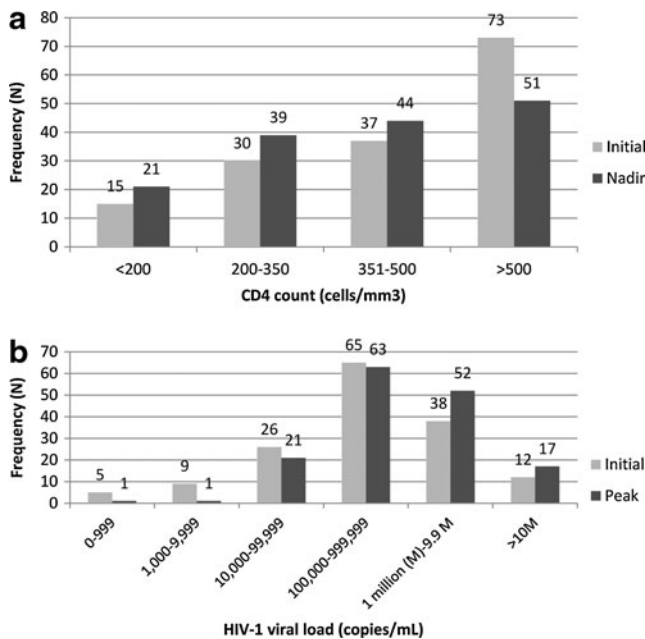 a
80
70
60
50
40
30
20
10
0
Frequency (N)
15 21 30 39 37 44 73 51
<200 200-350 351-500 >500
CD4 count (cells/mm3)
Initial
Nadir
b
70
60
50
40
30
20
10
0
Frequency (N)
5 1 9 1 26 21 65 63 38 52 12 17
0-999 1,000-9,999 10,000-99,999 100,000-999,999 1 million (M)-9.9 M >10M
HIV-1 viral load (copies/mL)
Initial
Peak